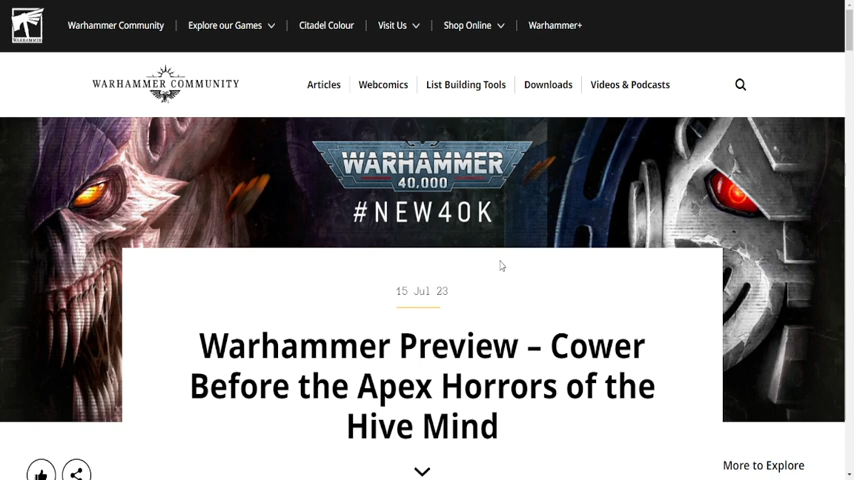 Warhammer Community Explore our Games Citadel Colour Visit Us Shop Online Warhammer+
WARHAMMER COMMUNITY Articles Webcomics List Building Tools Downloads Videos & Podcasts
WARHAMMER
40,000
#NEW40K
15 Jul 23
Warhammer Preview – Cower
Before the Apex Horrors of the
Hive Mind
More to Explore